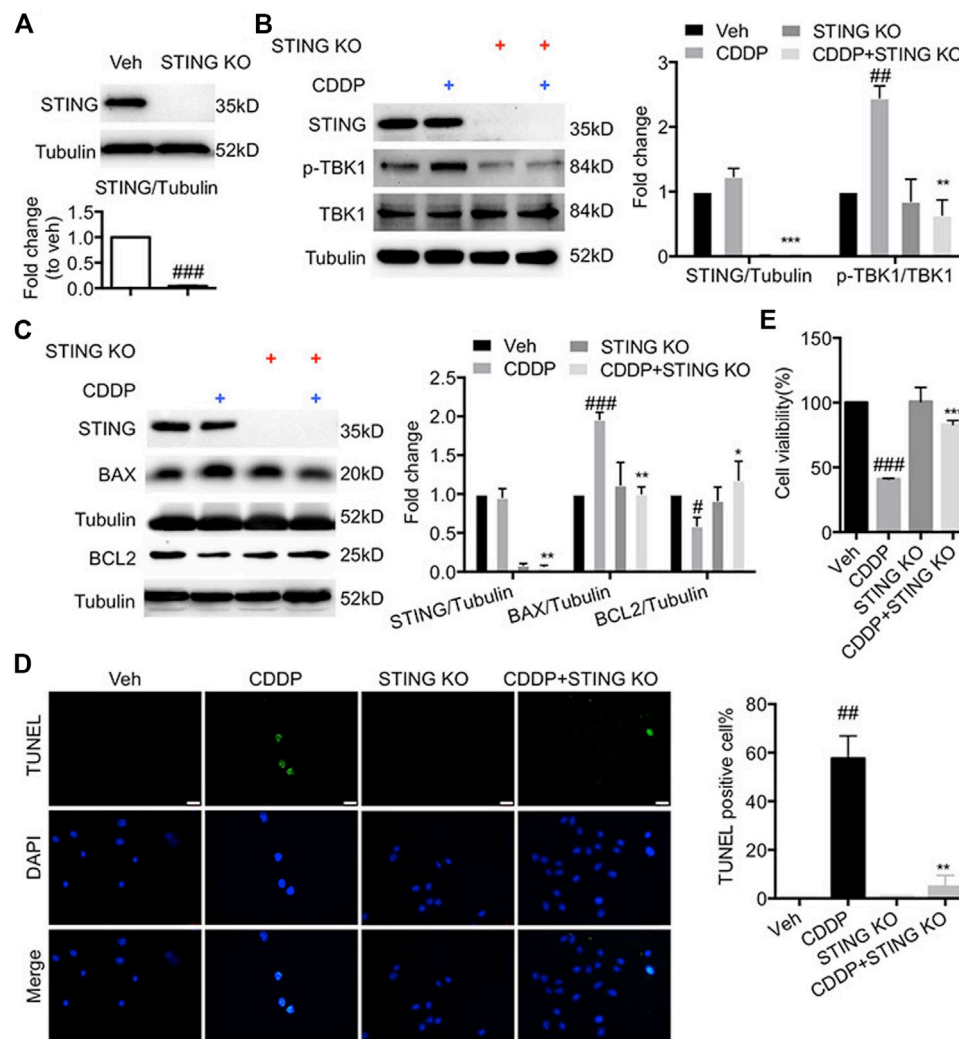 A
Veh STING KO
STING 35kD
Tubulin 52kD
STING/Tubulin
Fold change
(to veh)
1.5
1.0
0.5
0.0
###
B
STING KO + +
CDDP + +
STING 35kD
p-TBK1 84kD
TBK1 84kD
Tubulin 52kD
Veh STING KO
CDDP CDDP+STING KO
Fold change
3
2
1
0
***
##
**
STING/Tubulin p-TBK1/TBK1
C
STING KO + +
CDDP + +
STING 35kD
BAX 20kD
Tubulin 52kD
BCL2 25kD
Tubulin 52kD
Veh STING KO
CDDP CDDP+STING KO
Fold change
2.5
2.0
1.5
1.0
0.5
0.0
**
###
**
#
*
STING/Tubulin BAX/Tubulin BCL2/Tubulin
E
Cell vialibility(%)
150
100
50
0
###
***
Veh
CDDP
STING KO
CDDP+STING KO
D
Veh CDDP STING KO CDDP+STING KO
TUNEL
DAPI
Merge
TUNEL positive cell%
80
60
40
20
0
##
**
Veh
CDDP
STING KO
CDDP+STING KO